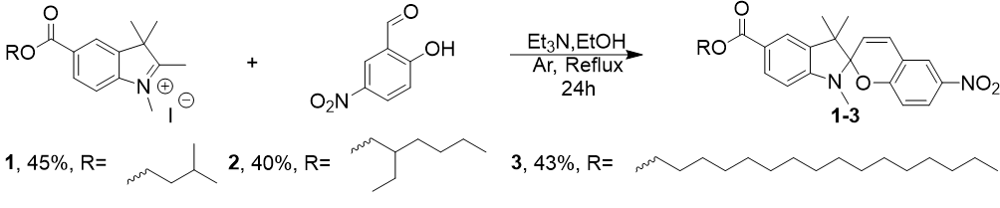 O
RO
N
⊕
I ⊖
+
O
OH
O₂N
Et₃N,EtOH
Ar, Reflux
24h
O
RO
N
O
NO₂
1-3
1, 45%, R=
2, 40%, R=
3, 43%, R=